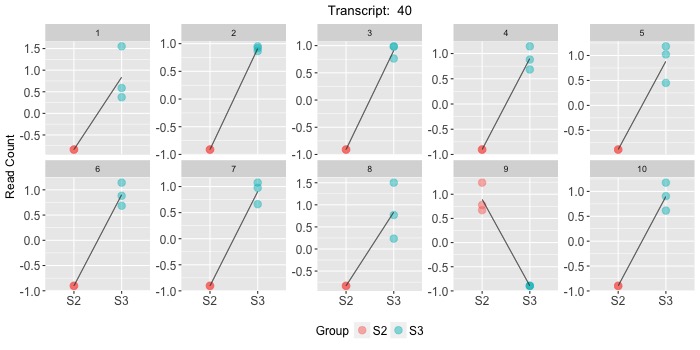 Transcript: 40
Read Count
1 2 3 4 5
1.5 1.0 1.0 1.0 1.0
1.0 0.5 0.5 0.5 0.5
0.5 0.0 0.0 0.0 0.0
0.0 -0.5 -0.5 -0.5 -0.5
-0.5 -1.0 -1.0 -1.0
6 7 8 9 10
1.0 1.0 1.5 1.0 1.0
0.5 0.5 1.0 0.5 0.5
0.0 0.0 0.5 0.0 0.0
-0.5 -0.5 0.0 -0.5 -0.5
-1.0 -1.0 -0.5 -1.0 -1.0
S2 S3 S2 S3 S2 S3 S2 S3 S2 S3
Group S2 S3